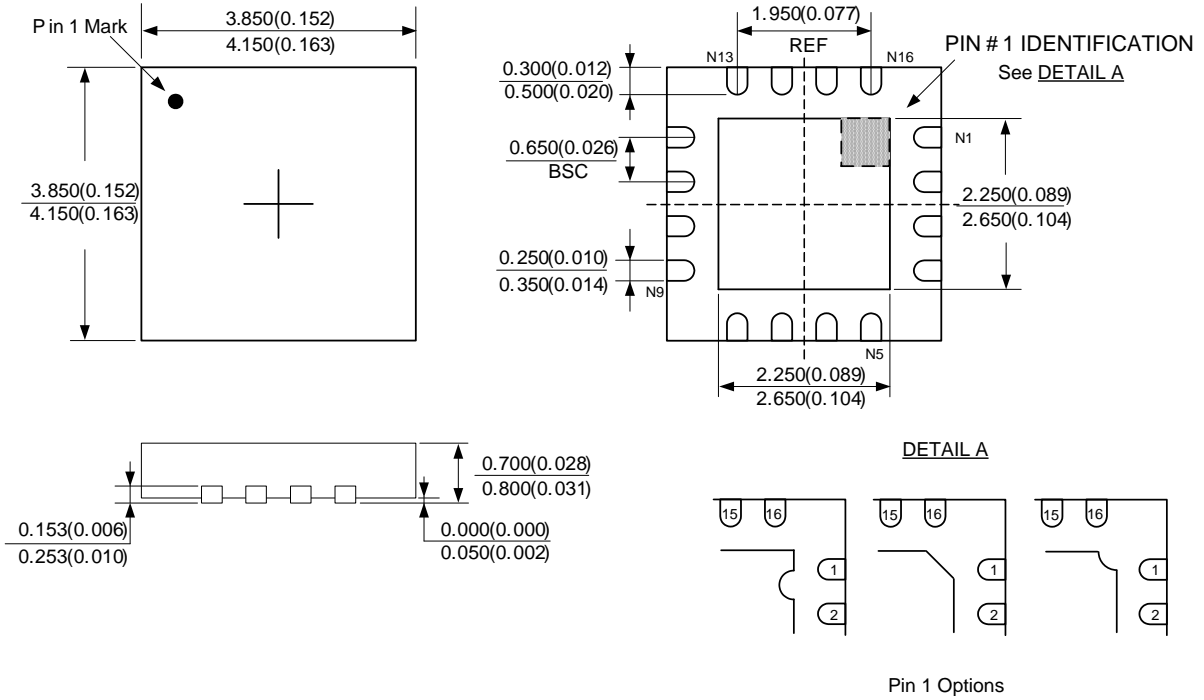 Pin 1 Mark
3.850(0.152)
4.150(0.163)
3.850(0.152)
4.150(0.163)
1.950(0.077)
REF
N13
N16
PIN # 1 IDENTIFICATION
See DETAIL A
0.300(0.012)
0.500(0.020)
N1
0.650(0.026)
BSC
2.250(0.089)
2.650(0.104)
0.250(0.010)
0.350(0.014)
N9
N5
2.250(0.089)
2.650(0.104)
0.700(0.028)
0.800(0.031)
0.153(0.006)
0.253(0.010)
0.000(0.000)
0.050(0.002)
DETAIL A
15 16
1
2
15 16
1
2
15 16
1
2
Pin 1 Options